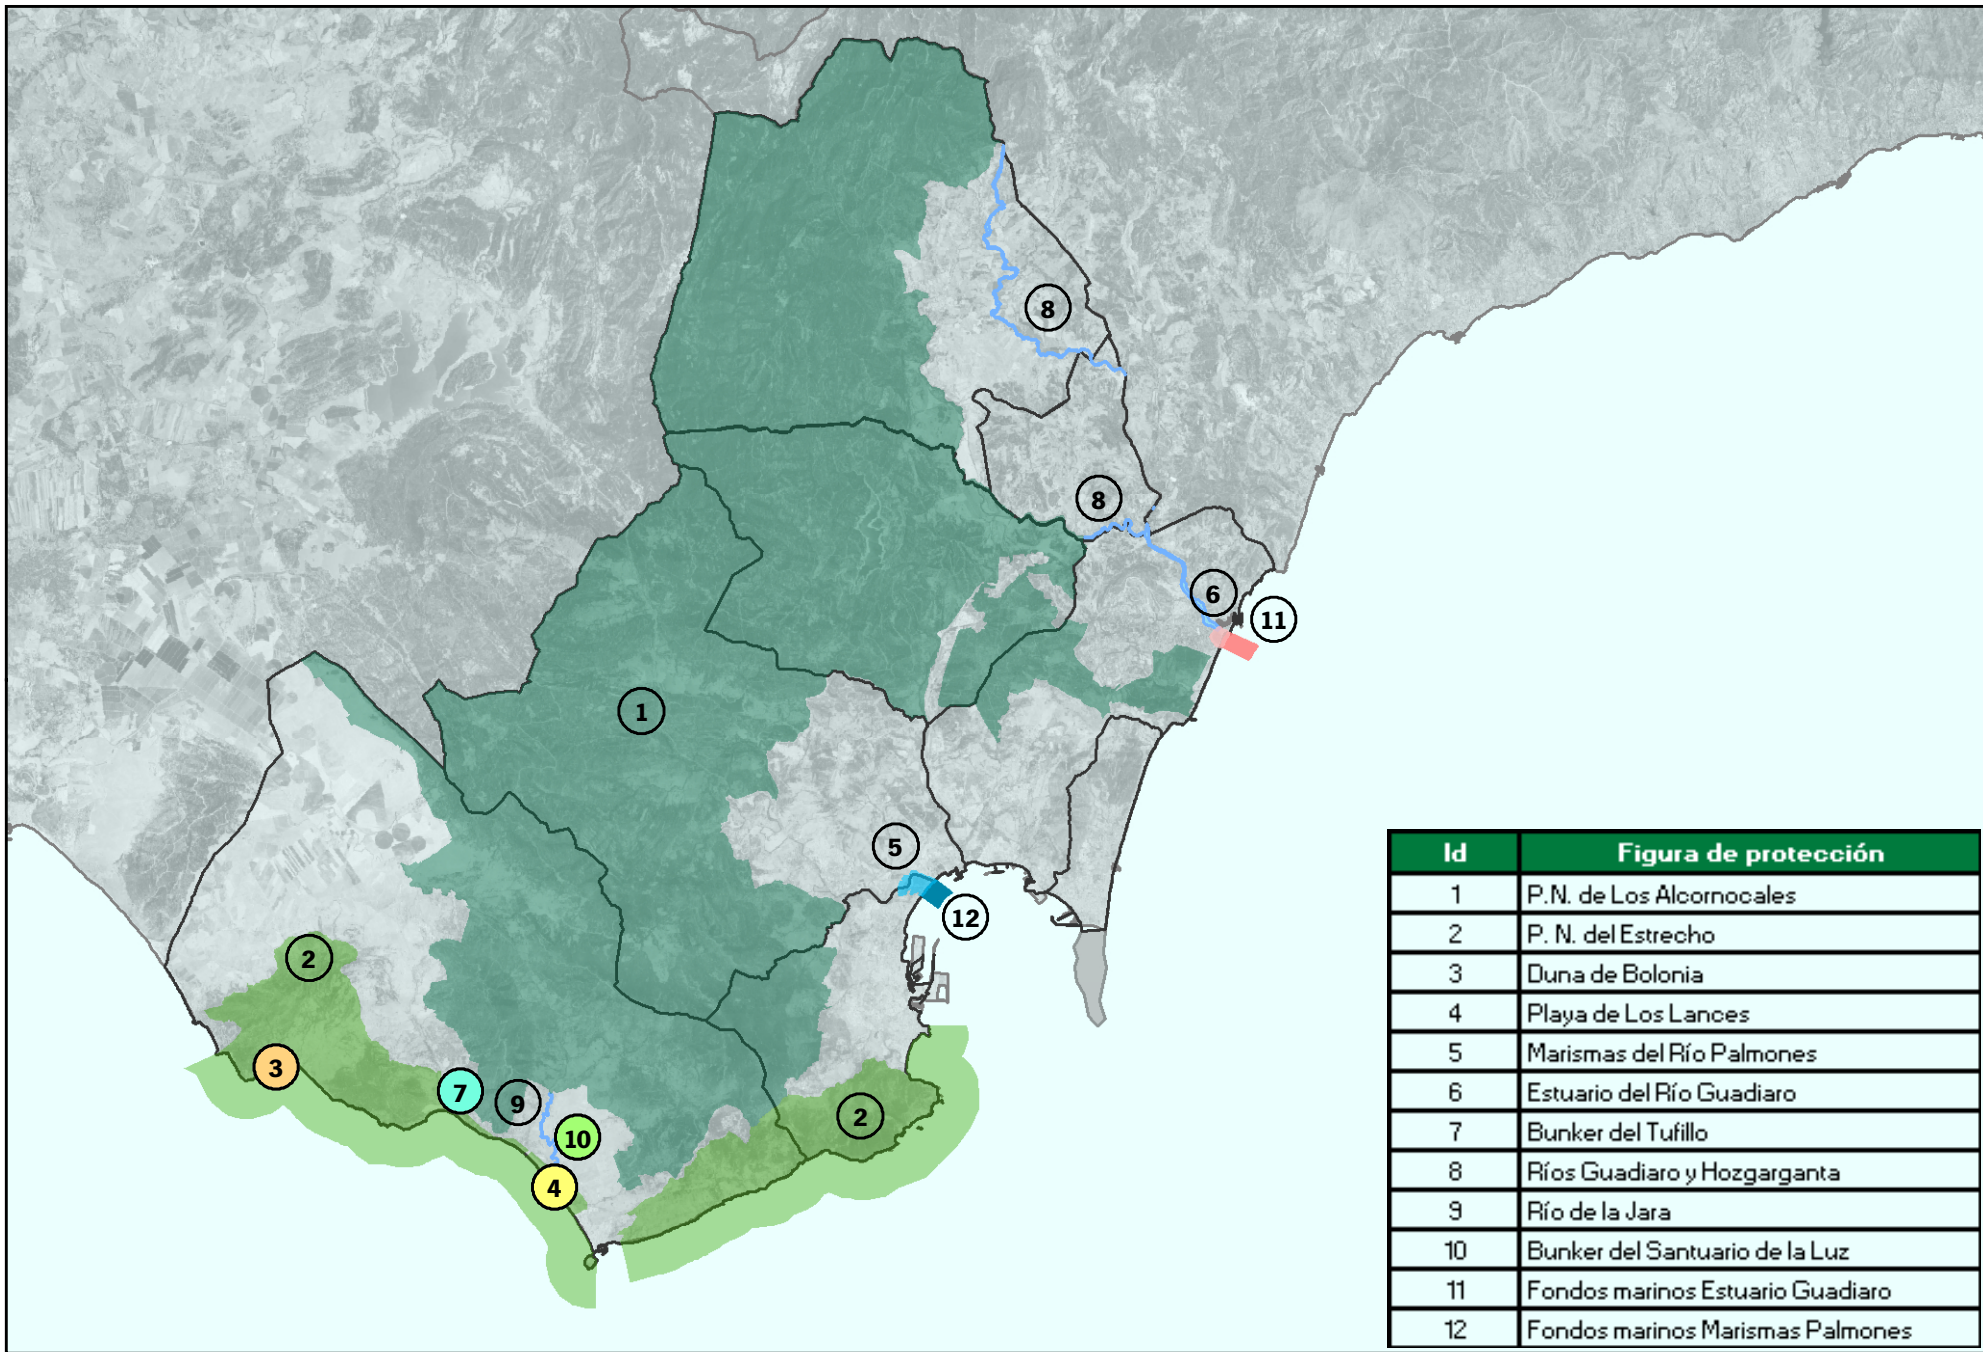 8
8
6
11
1
5
12
2
3
7
9
10
2
4
Id Figura de protección
1 P.N. de Los Alcornocales
2 P. N. del Estrecho
3 Duna de Bolonia
4 Playa de Los Lances
5 Marismas del Río Palmones
6 Estuario del Río Guadiaro
7 Bunker del Tufillo
8 Ríos Guadiaro y Hozgarganta
9 Río de la Jara
10 Bunker del Santuario de la Luz
11 Fondos marinos Estuario Guadiaro
12 Fondos marinos Marismas Palmones